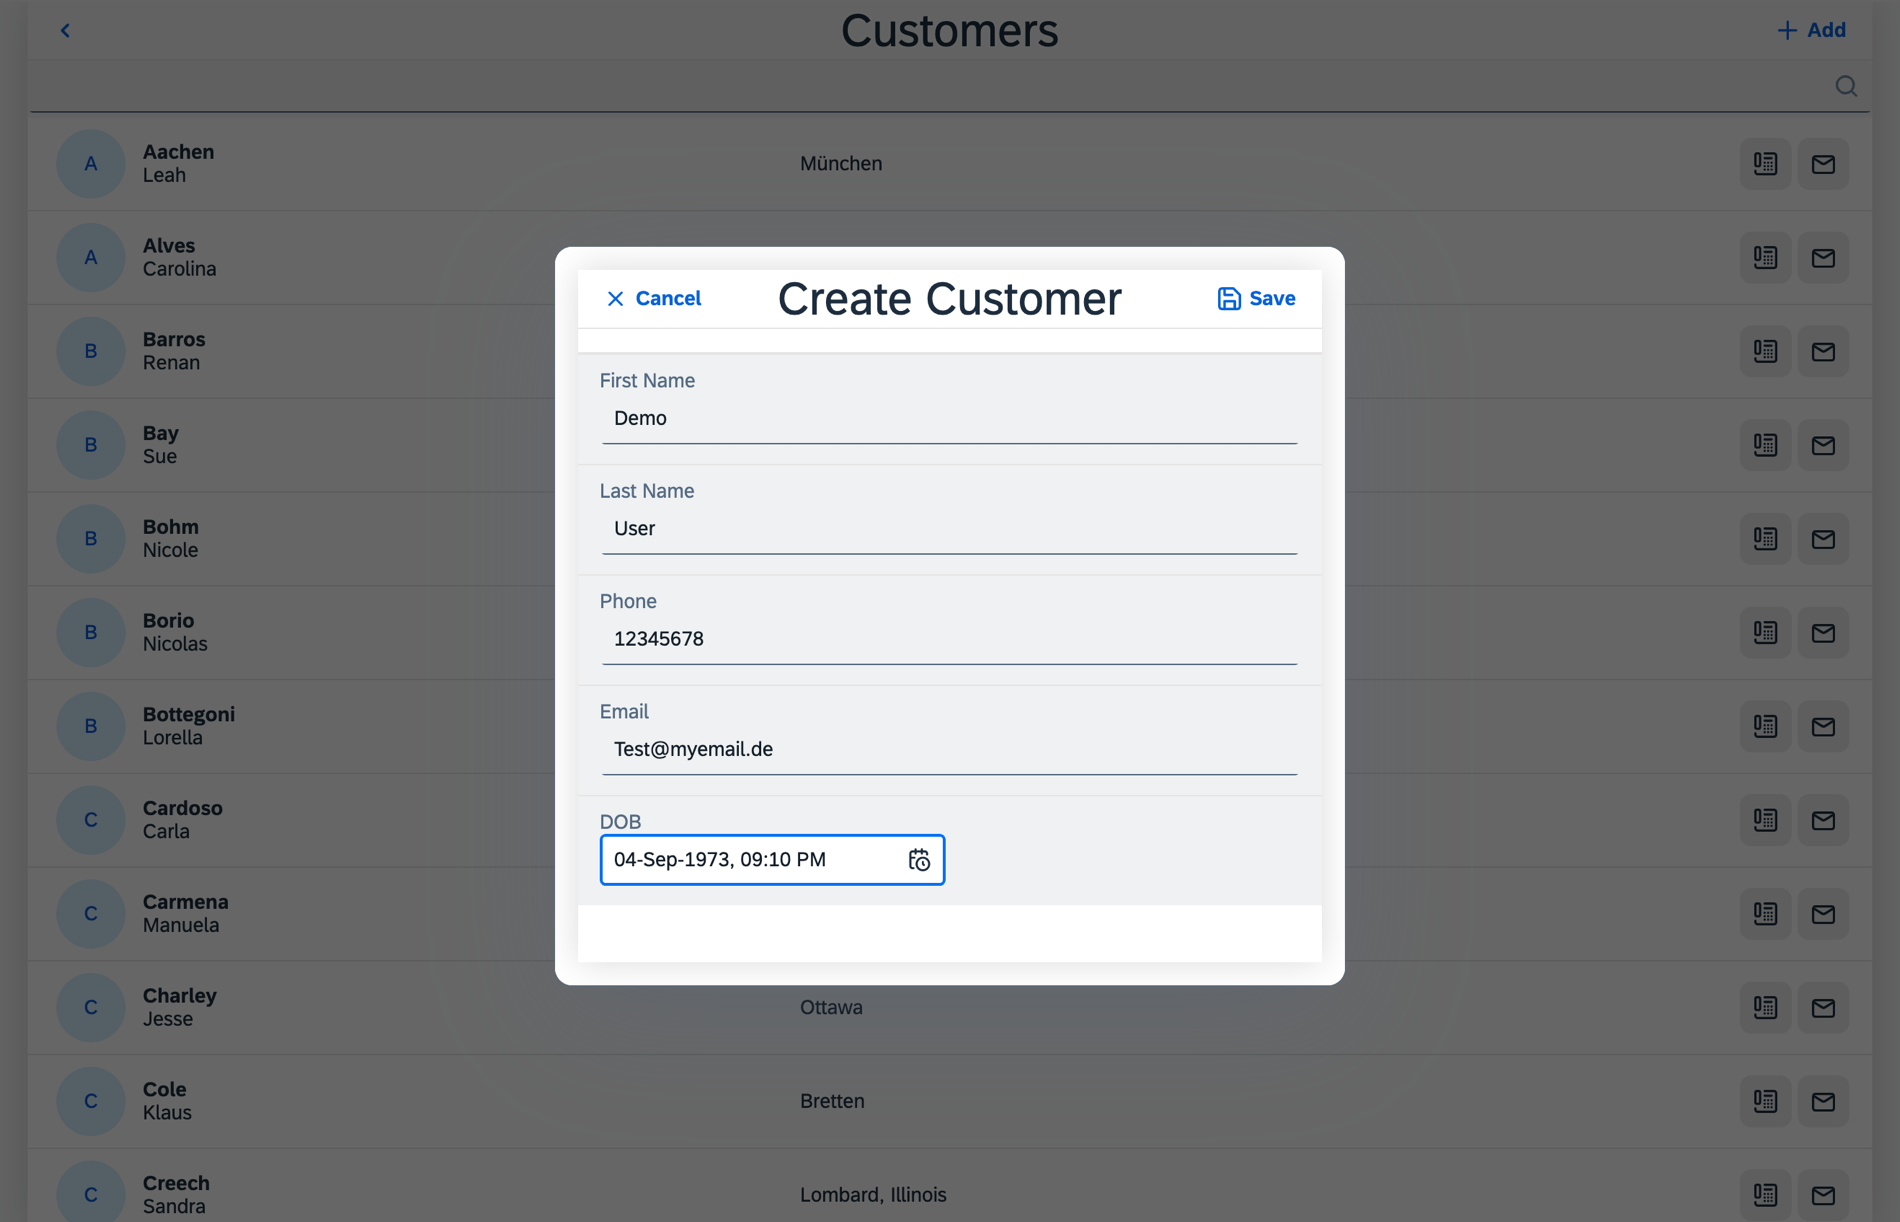 Customers
Add
Aachen
Leah
München
Alves
Carolina
Barros
Renan
Bay
Sue
Bohm
Nicole
Borio
Nicolas
Bottegoni
Lorella
Cardoso
Carla
Carmena
Manuela
Charley
Jesse
Ottawa
Cole
Klaus
Bretten
Creech
Sandra
Lombard, Illinois
A
A
B
B
B
B
B
C
C
C
C
C
Cancel
Create Customer
Save
First Name
Demo
Last Name
User
Phone
12345678
Email
Test@myemail.de
DOB
04-Sep-1973, 09:10 PM